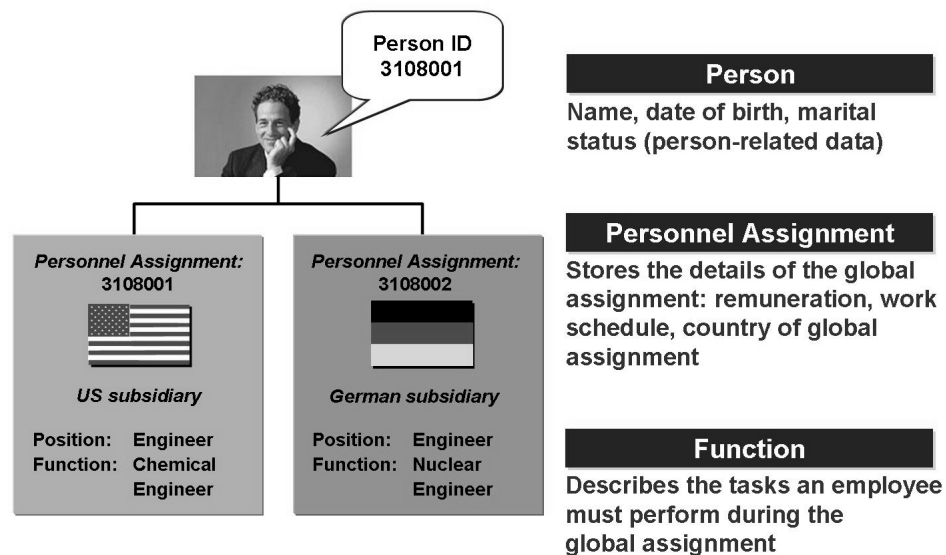 Person ID
3108001
Person
Name, date of birth, marital
status (person-related data)
Personnel Assignment:
3108001
US subsidiary
Position: Engineer
Function: Chemical
Engineer
Personnel Assignment:
3108002
German subsidiary
Position: Engineer
Function: Nuclear
Engineer
Personnel Assignment
Stores the details of the global
assignment: remuneration, work
schedule, country of global
assignment
Function
Describes the tasks an employee
must perform during the
global assignment